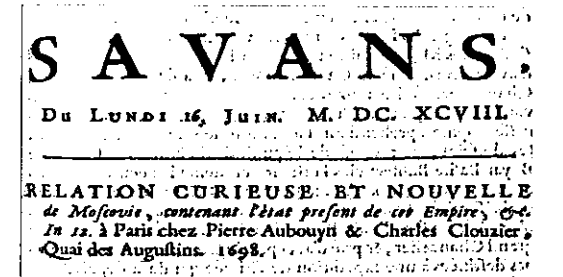 SAVANS.
Du Lundi 16, Juin. M. DC. XCVIII.
RELATION CURIEUSE ET NOUVELLE
de Moſcovie, contenant l'état preſent de cet Empire, &c.
In 12. à Paris chez Pierre Aubouyn & Charles Clouzier,
Quai des Auguſtins. 1698.